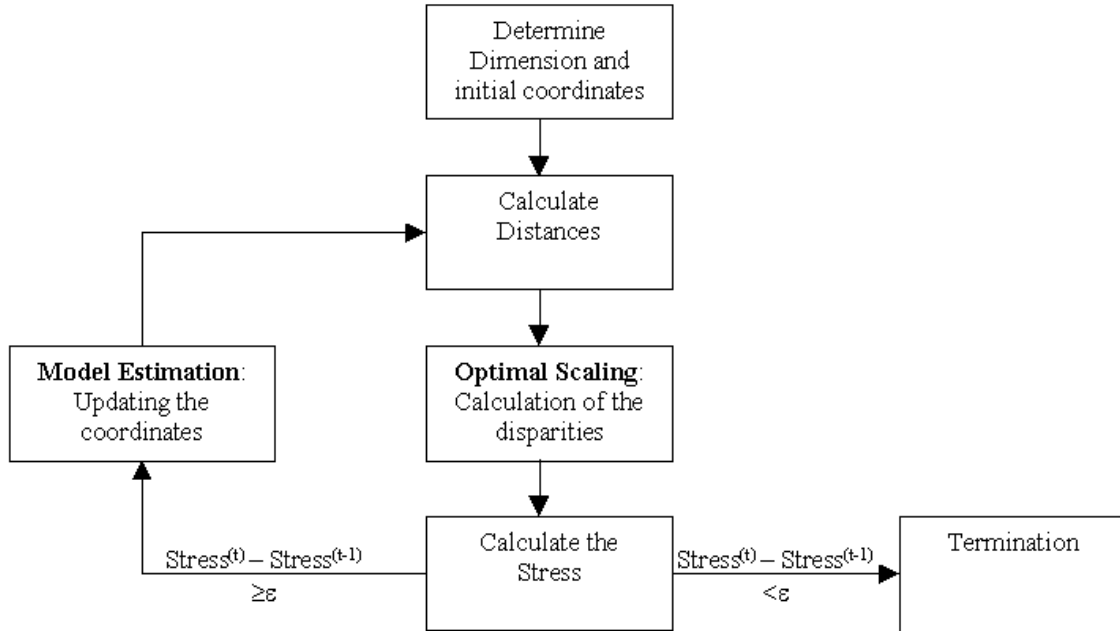 Determine
Dimension and
initial coordinates
Calculate
Distances
Model Estimation:
Updating the
coordinates
Optimal Scaling:
Calculation of the
disparities
Stress(t) – Stress(t-1)
≥ε
Calculate the
Stress
Stress(t) – Stress(t-1)
<ε
Termination